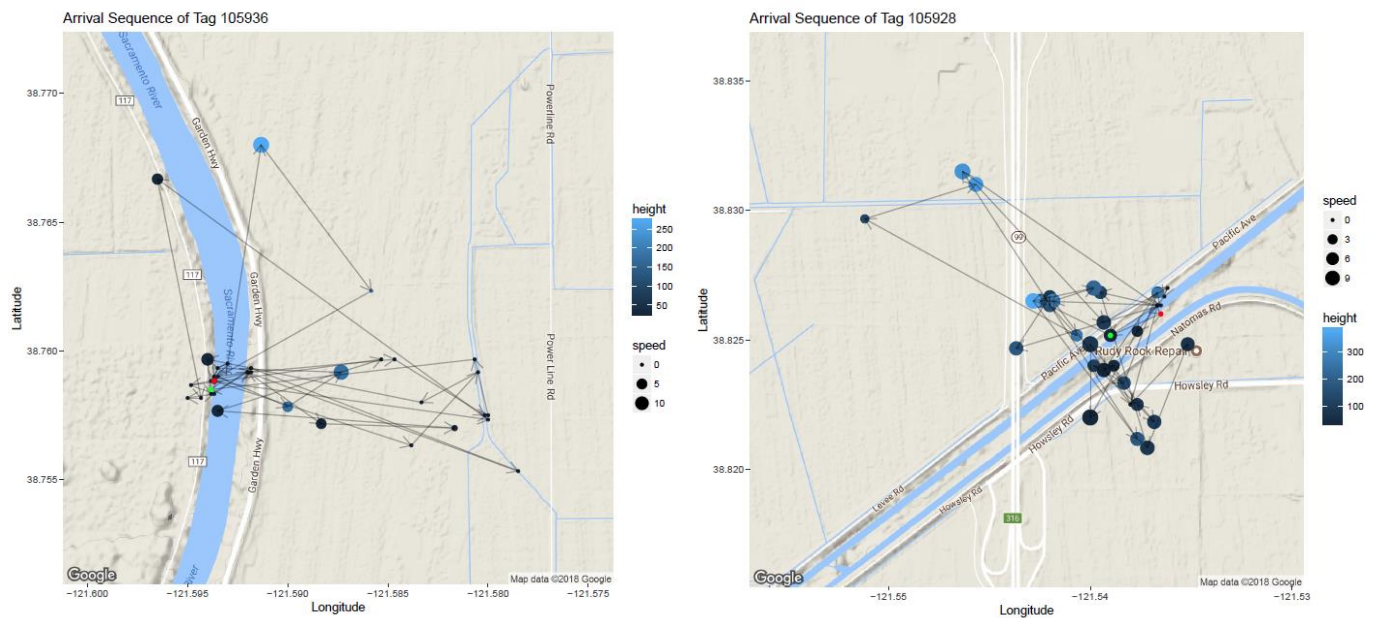 Arrival Sequence of Tag 105936
38.770
38.765
38.760
38.755
Latitude
−121.600
−121.595
−121.590
−121.585
−121.580
−121.575
Longitude
Sacramento River
117
Garden Hwy
Powerline Rd
117
Sacramento River
Garden Hwy
Power Line Rd
117
Garden Hwy
River
Google
Map data ©2018 Google
height
250
200
150
100
50
speed
0
5
10
Arrival Sequence of Tag 105928
38.835
38.830
38.825
38.820
Latitude
−121.55
−121.54
−121.53
Longitude
99
Pacific Ave
Natomas Rd
Pacific Ave
Rudy Rock Repair
Howsley Rd
Howsley Rd
Levee Rd
Howsley Rd
316
Google
Map data ©2018 Google
speed
0
3
6
9
height
300
200
100